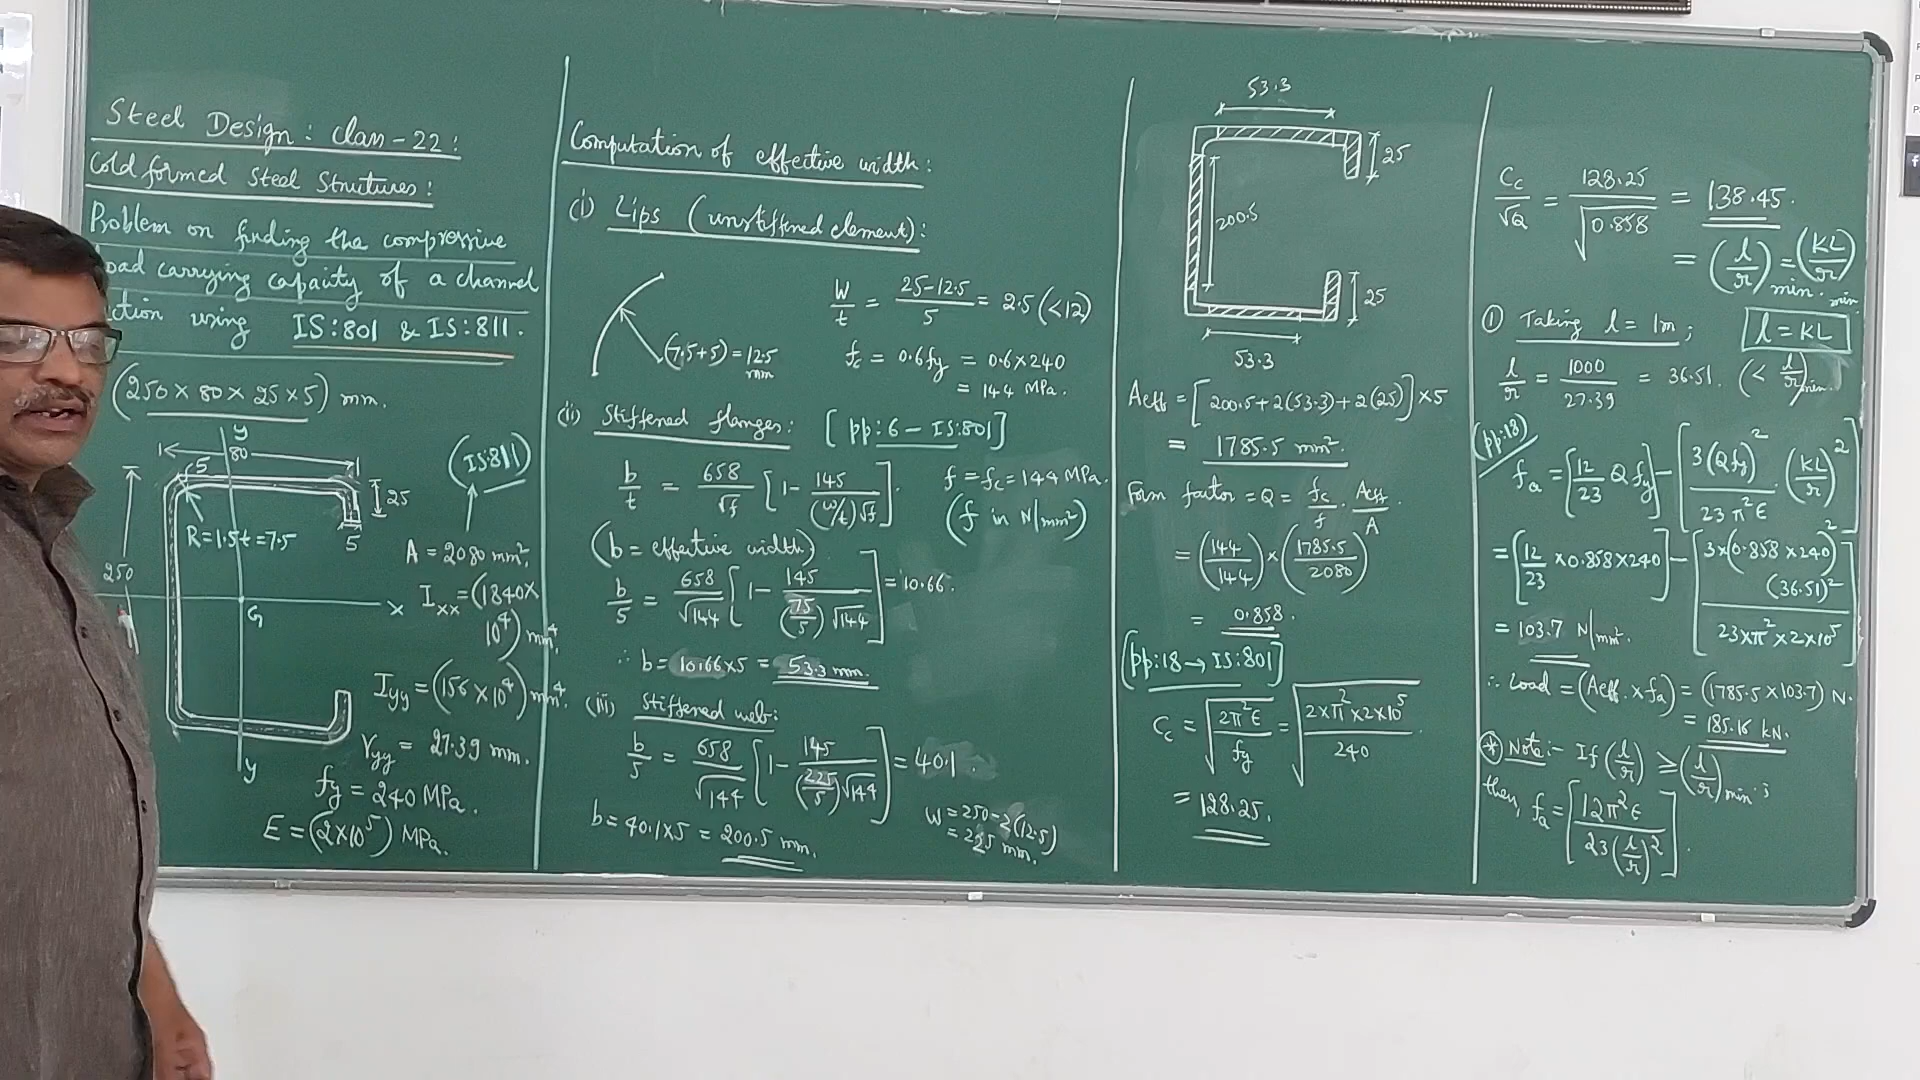 Steel Design: Class-22:
Cold formed Steel Structures:
Problem on finding the compressive
load carrying capacity of a channel
ction using IS:801 & IS:811.
(250 × 80 × 25 × 5) mm.
(IS:811)
y
80
5
25
5
R=1.5t=7.5
250
x
G
y
A = 2080 mm².
Ixx = (1840×
10⁴) mm⁴.
Iyy = (156×10⁴) mm⁴.
ryy = 27.39 mm.
fy = 240 MPa.
E = (2×10⁵) MPa.
Computation of effective width:
(i) Lips (unstiffened element):
(7.5+5) = 12.5 mm
w/t = (25-12.5)/5 = 2.5 (<12)
fc = 0.6fy = 0.6×240
= 144 MPa.
(ii) Stiffened flanges: [pp:6-IS:801]
b/t = 658/√f [1 - 145/((w/t)√f)].
f = fc = 144 MPa.
(f in N/mm²)
(b = effective width)
b/5 = 658/√144 [1 - 145/((75/5)√144)] = 10.66.
∴ b = 10.66×5 = 53.3 mm.
(iii) Stiffened web:
b/5 = 658/√144 [1 - 145/((225/5)√144)] = 40.1.
b = 40.1×5 = 200.5 mm.
w = 250-2(12.5)
= 225 mm.
53.3
25
200.5
25
53.3
Aeff = [200.5+2(53.3)+2(25)]×5
= 1785.5 mm².
Form factor = Q = fc/f . Aeff/A.
= (144/144)×(1785.5/2080)
= 0.858.
[pp:18→IS:801]
Cc = √(2π²E/fy) = √(2×π²×2×10⁵/240).
= 128.25.
Cc/√Q = 128.25/√0.858 = 138.45.
= (l/r)min. = (KL/r)min
① Taking l = 1m; l = KL
l/r = 1000/27.39 = 36.51. (< (l/r)min.
(pp:18)
fa = [12/23 Q fy] - [3(Qfy)²/(23π²E) . (KL/r)²]
= [12/23 ×0.858×240] - [3×(0.858×240)² (36.51)²/(23×π²×2×10⁵)]
= 103.7 N/mm².
∴ Load = (Aeff.×fa) = (1785.5×103.7) N.
= 185.16 kN.
(*) Note:- If (l/r) ≥ (l/r)min;
then, fa = [12π²E/(23(l/r)²)].